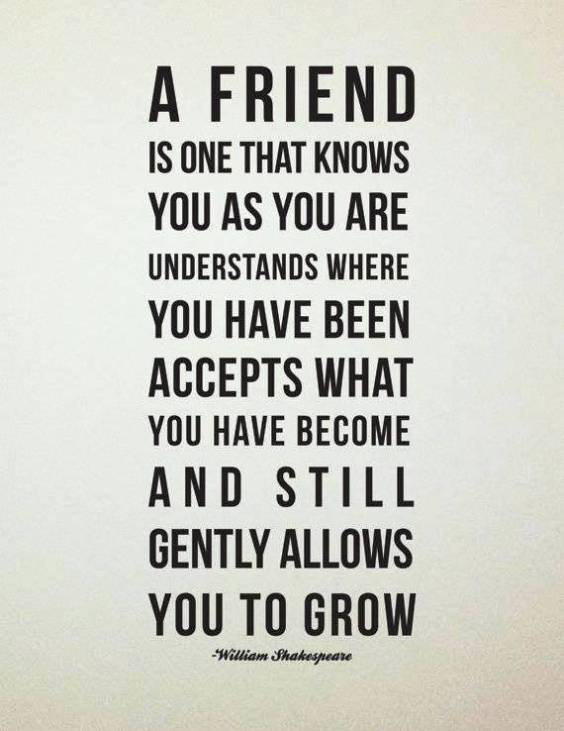 A FRIEND
IS ONE THAT KNOWS
YOU AS YOU ARE
UNDERSTANDS WHERE
YOU HAVE BEEN
ACCEPTS WHAT
YOU HAVE BECOME
AND STILL
GENTLY ALLOWS
YOU TO GROW
-William Shakespeare